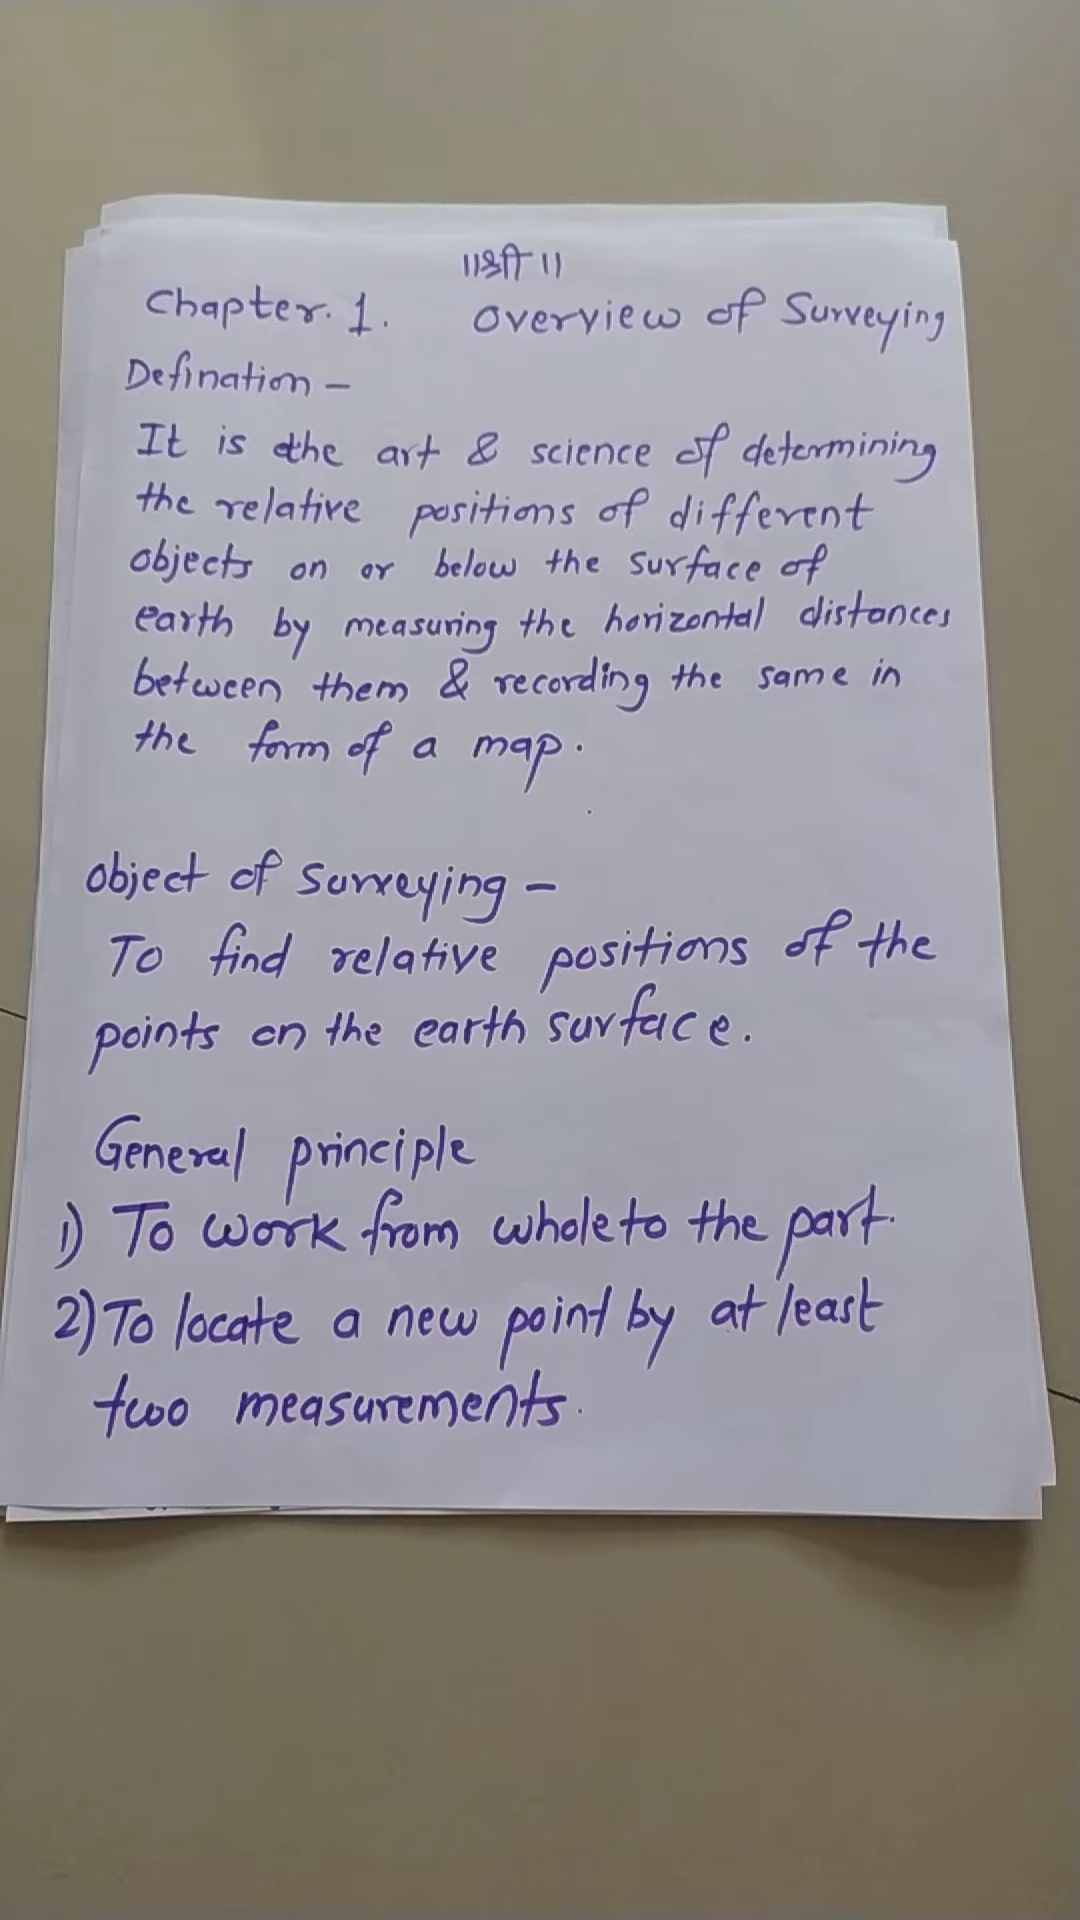 ॥श्री॥
Chapter. 1. Overview of Surveying
Defination –
It is the art & science of determining
the relative positions of different
objects on or below the surface of
earth by measuring the horizontal distances
between them & recording the same in
the form of a map.
object of Surveying –
To find relative positions of the
points on the earth surface.
General principle
1) To work from whole to the part.
2) To locate a new point by at least
two measurements.